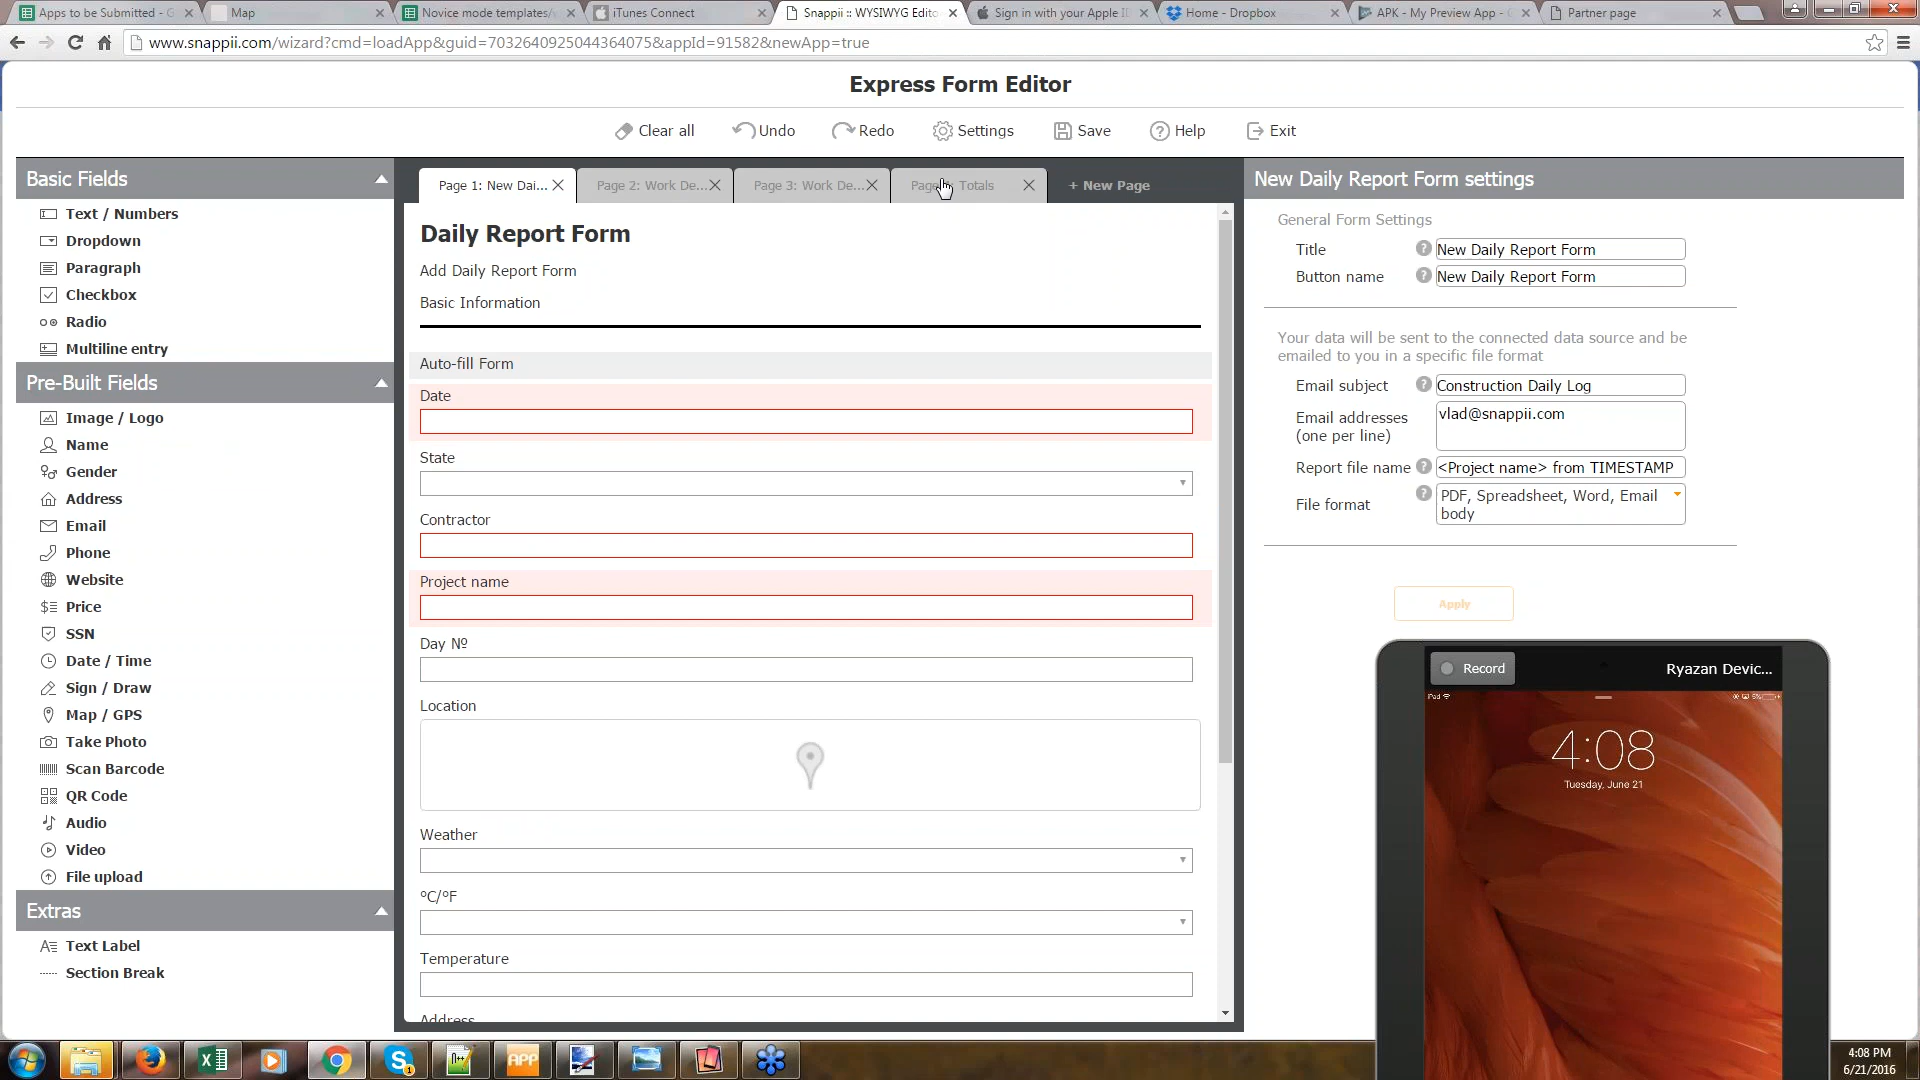 Apps to be Submitted - G
Map
Novice mode templates/v
iTunes Connect
Snappii :: WYSIWYG Edito
Sign in with your Apple ID
Home - Dropbox
APK - My Preview App - G
Partner page
www.snappii.com/wizard?cmd=loadApp&guid=7032640925044364075&appId=91582&newApp=true
Express Form Editor
Clear all
Undo
Redo
Settings
Save
Help
Exit
Basic Fields
Text / Numbers
Dropdown
Paragraph
Checkbox
Radio
Multiline entry
Pre-Built Fields
Image / Logo
Name
Gender
Address
Email
Phone
Website
Price
SSN
Date / Time
Sign / Draw
Map / GPS
Take Photo
Scan Barcode
QR Code
Audio
Video
File upload
Extras
Text Label
Section Break
Page 1: New Dai...
Page 2: Work De...
Page 3: Work De...
Totals
+ New Page
Daily Report Form
Add Daily Report Form
Basic Information
Auto-fill Form
Date
State
Contractor
Project name
Day Nº
Location
Weather
ºC/ºF
Temperature
Address
New Daily Report Form settings
General Form Settings
Title
New Daily Report Form
Button name
New Daily Report Form
Your data will be sent to the connected data source and be
emailed to you in a specific file format
Email subject
Construction Daily Log
Email addresses
(one per line)
vlad@snappii.com
Report file name
<Project name> from TIMESTAMP
File format
PDF, Spreadsheet, Word, Email
body
Apply
Record
Ryazan Devic...
iPad
5%
4:08
Tuesday, June 21
APP
4:08 PM
6/21/2016